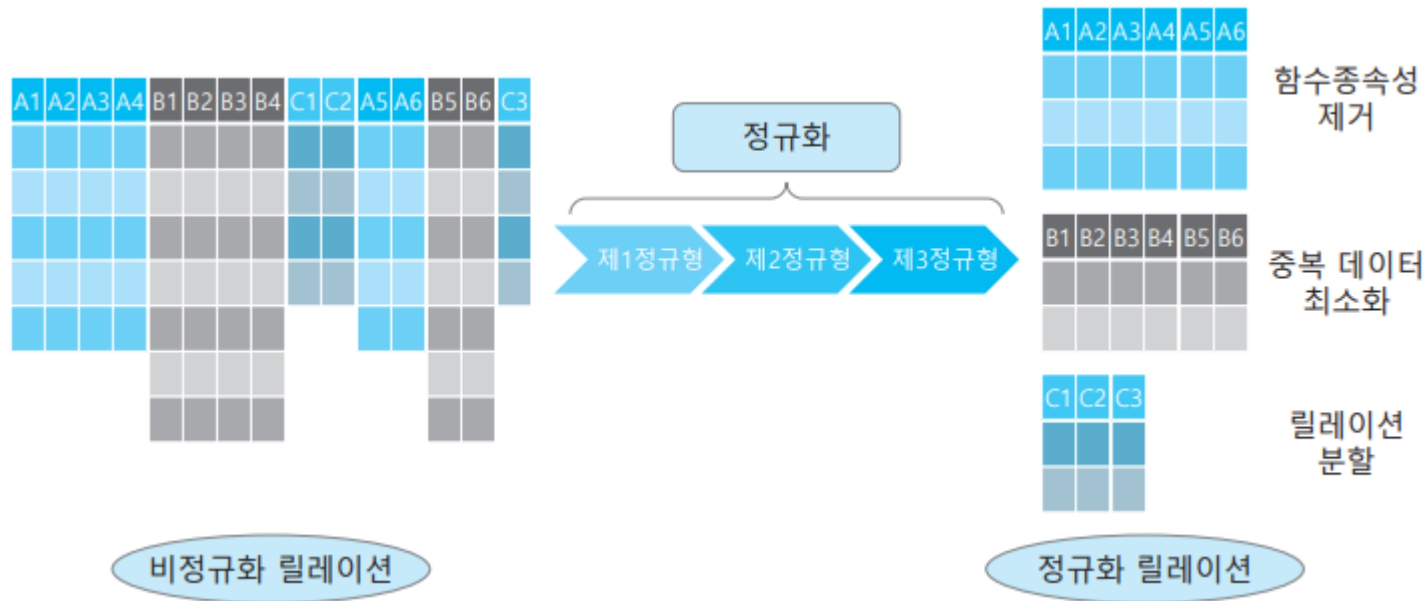 A1 A2 A3 A4 B1 B2 B3 B4 C1 C2 A5 A6 B5 B6 C3
비정규화 릴레이션
정규화
제1정규형 제2정규형 제3정규형
A1 A2 A3 A4 A5 A6
함수종속성
제거
B1 B2 B3 B4 B5 B6
중복 데이터
최소화
C1 C2 C3
릴레이션
분할
정규화 릴레이션